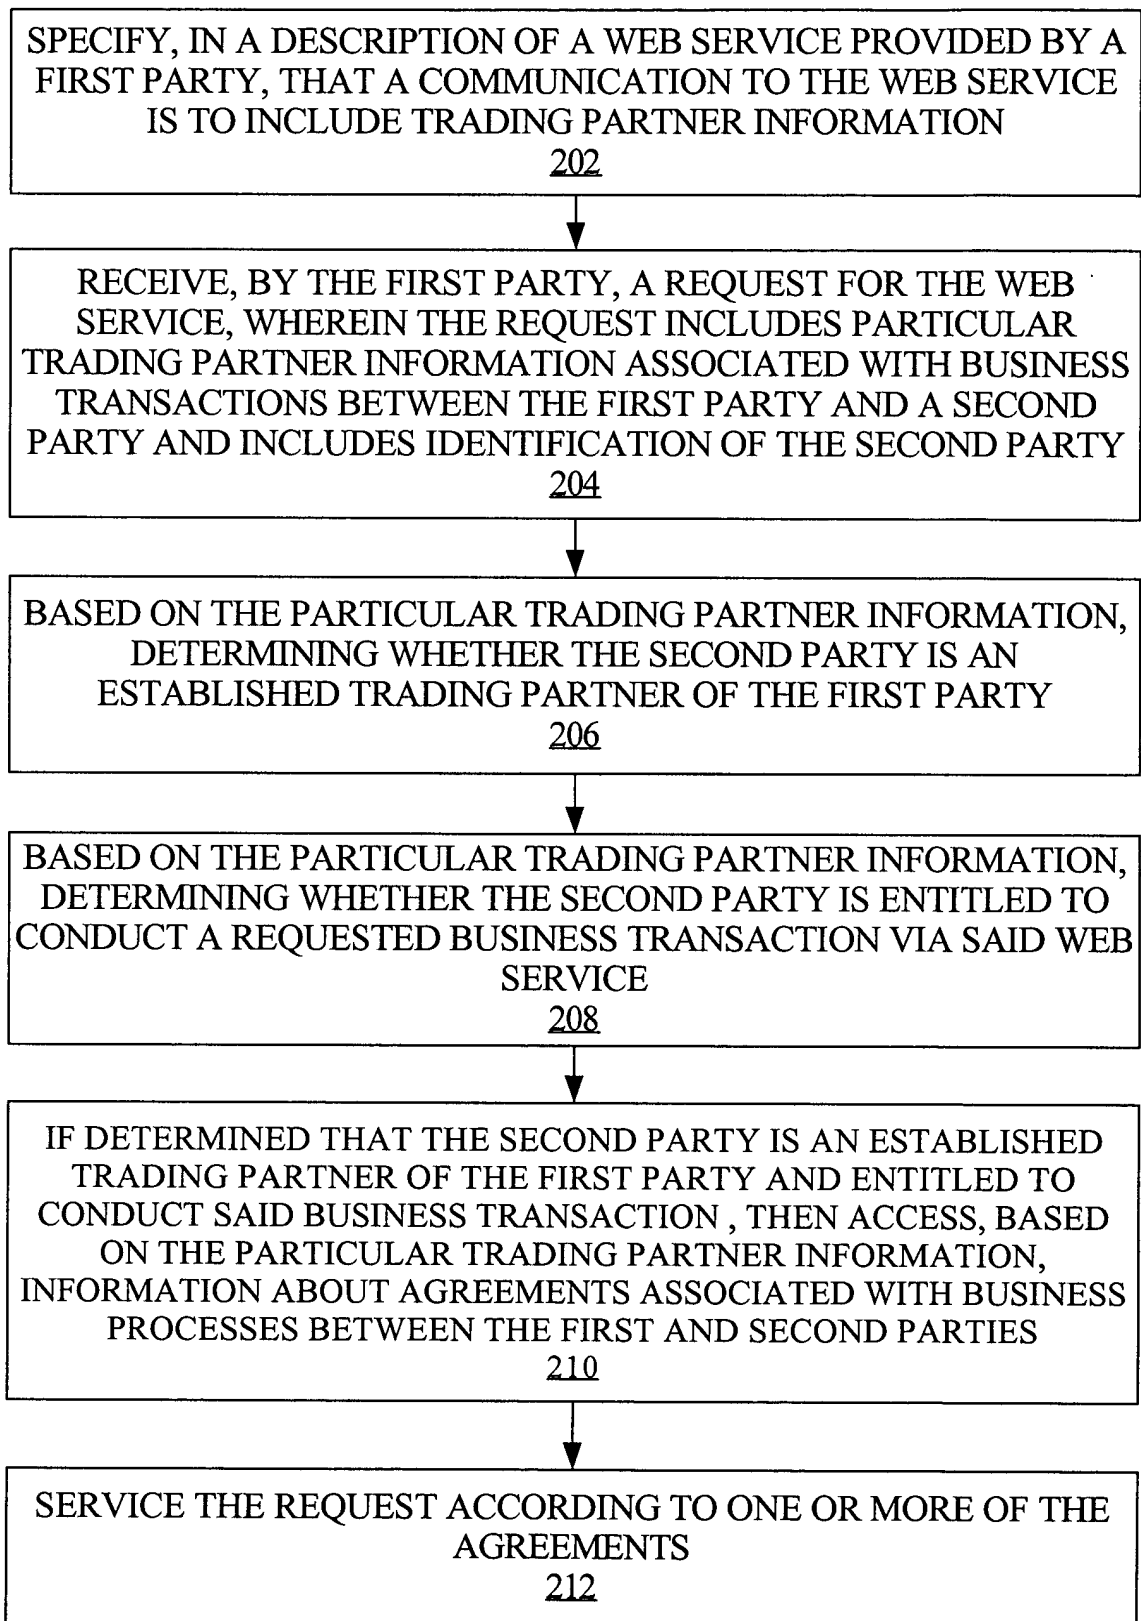 SPECIFY, IN A DESCRIPTION OF A WEB SERVICE PROVIDED BY A
FIRST PARTY, THAT A COMMUNICATION TO THE WEB SERVICE
IS TO INCLUDE TRADING PARTNER INFORMATION
202
RECEIVE, BY THE FIRST PARTY, A REQUEST FOR THE WEB
SERVICE, WHEREIN THE REQUEST INCLUDES PARTICULAR
TRADING PARTNER INFORMATION ASSOCIATED WITH BUSINESS
TRANSACTIONS BETWEEN THE FIRST PARTY AND A SECOND
PARTY AND INCLUDES IDENTIFICATION OF THE SECOND PARTY
204
BASED ON THE PARTICULAR TRADING PARTNER INFORMATION,
DETERMINING WHETHER THE SECOND PARTY IS AN
ESTABLISHED TRADING PARTNER OF THE FIRST PARTY
206
BASED ON THE PARTICULAR TRADING PARTNER INFORMATION,
DETERMINING WHETHER THE SECOND PARTY IS ENTITLED TO
CONDUCT A REQUESTED BUSINESS TRANSACTION VIA SAID WEB
SERVICE
208
IF DETERMINED THAT THE SECOND PARTY IS AN ESTABLISHED
TRADING PARTNER OF THE FIRST PARTY AND ENTITLED TO
CONDUCT SAID BUSINESS TRANSACTION , THEN ACCESS, BASED
ON THE PARTICULAR TRADING PARTNER INFORMATION,
INFORMATION ABOUT AGREEMENTS ASSOCIATED WITH BUSINESS
PROCESSES BETWEEN THE FIRST AND SECOND PARTIES
210
SERVICE THE REQUEST ACCORDING TO ONE OR MORE OF THE
AGREEMENTS
212